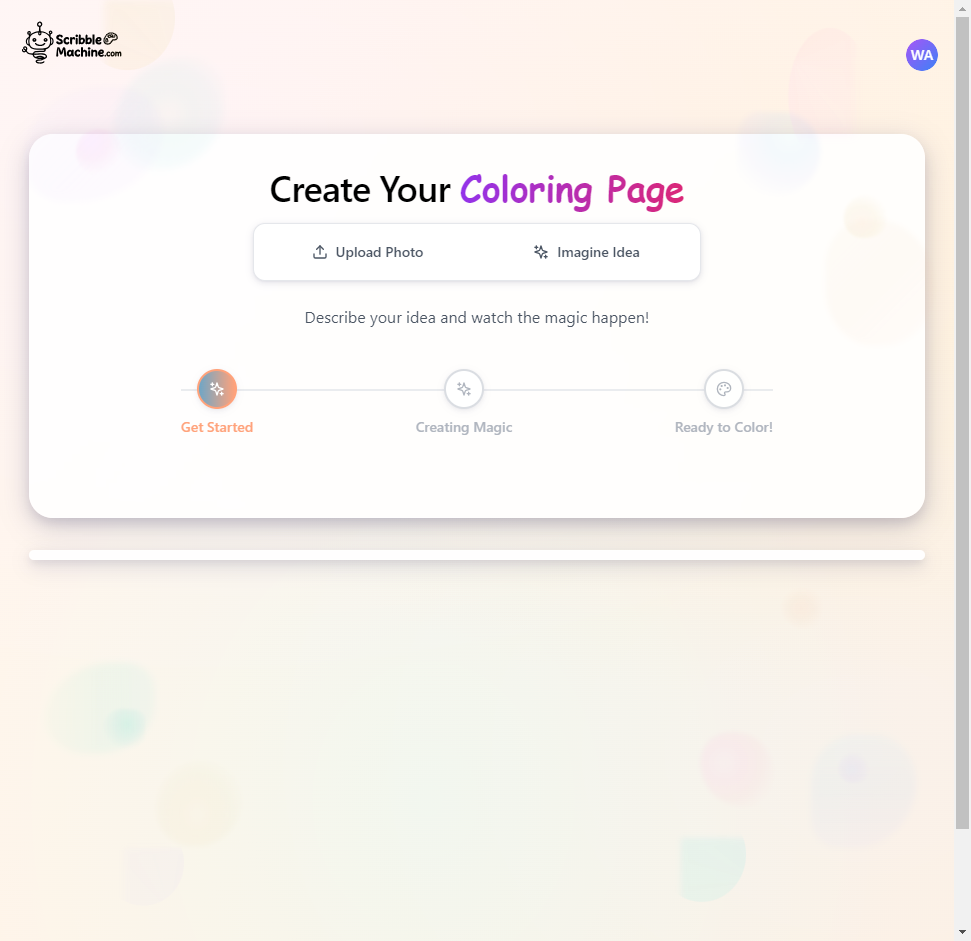 Scribble
Machine.com
WA
Create Your Coloring Page
Upload Photo
Imagine Idea
Describe your idea and watch the magic happen!
Get Started
Creating Magic
Ready to Color!